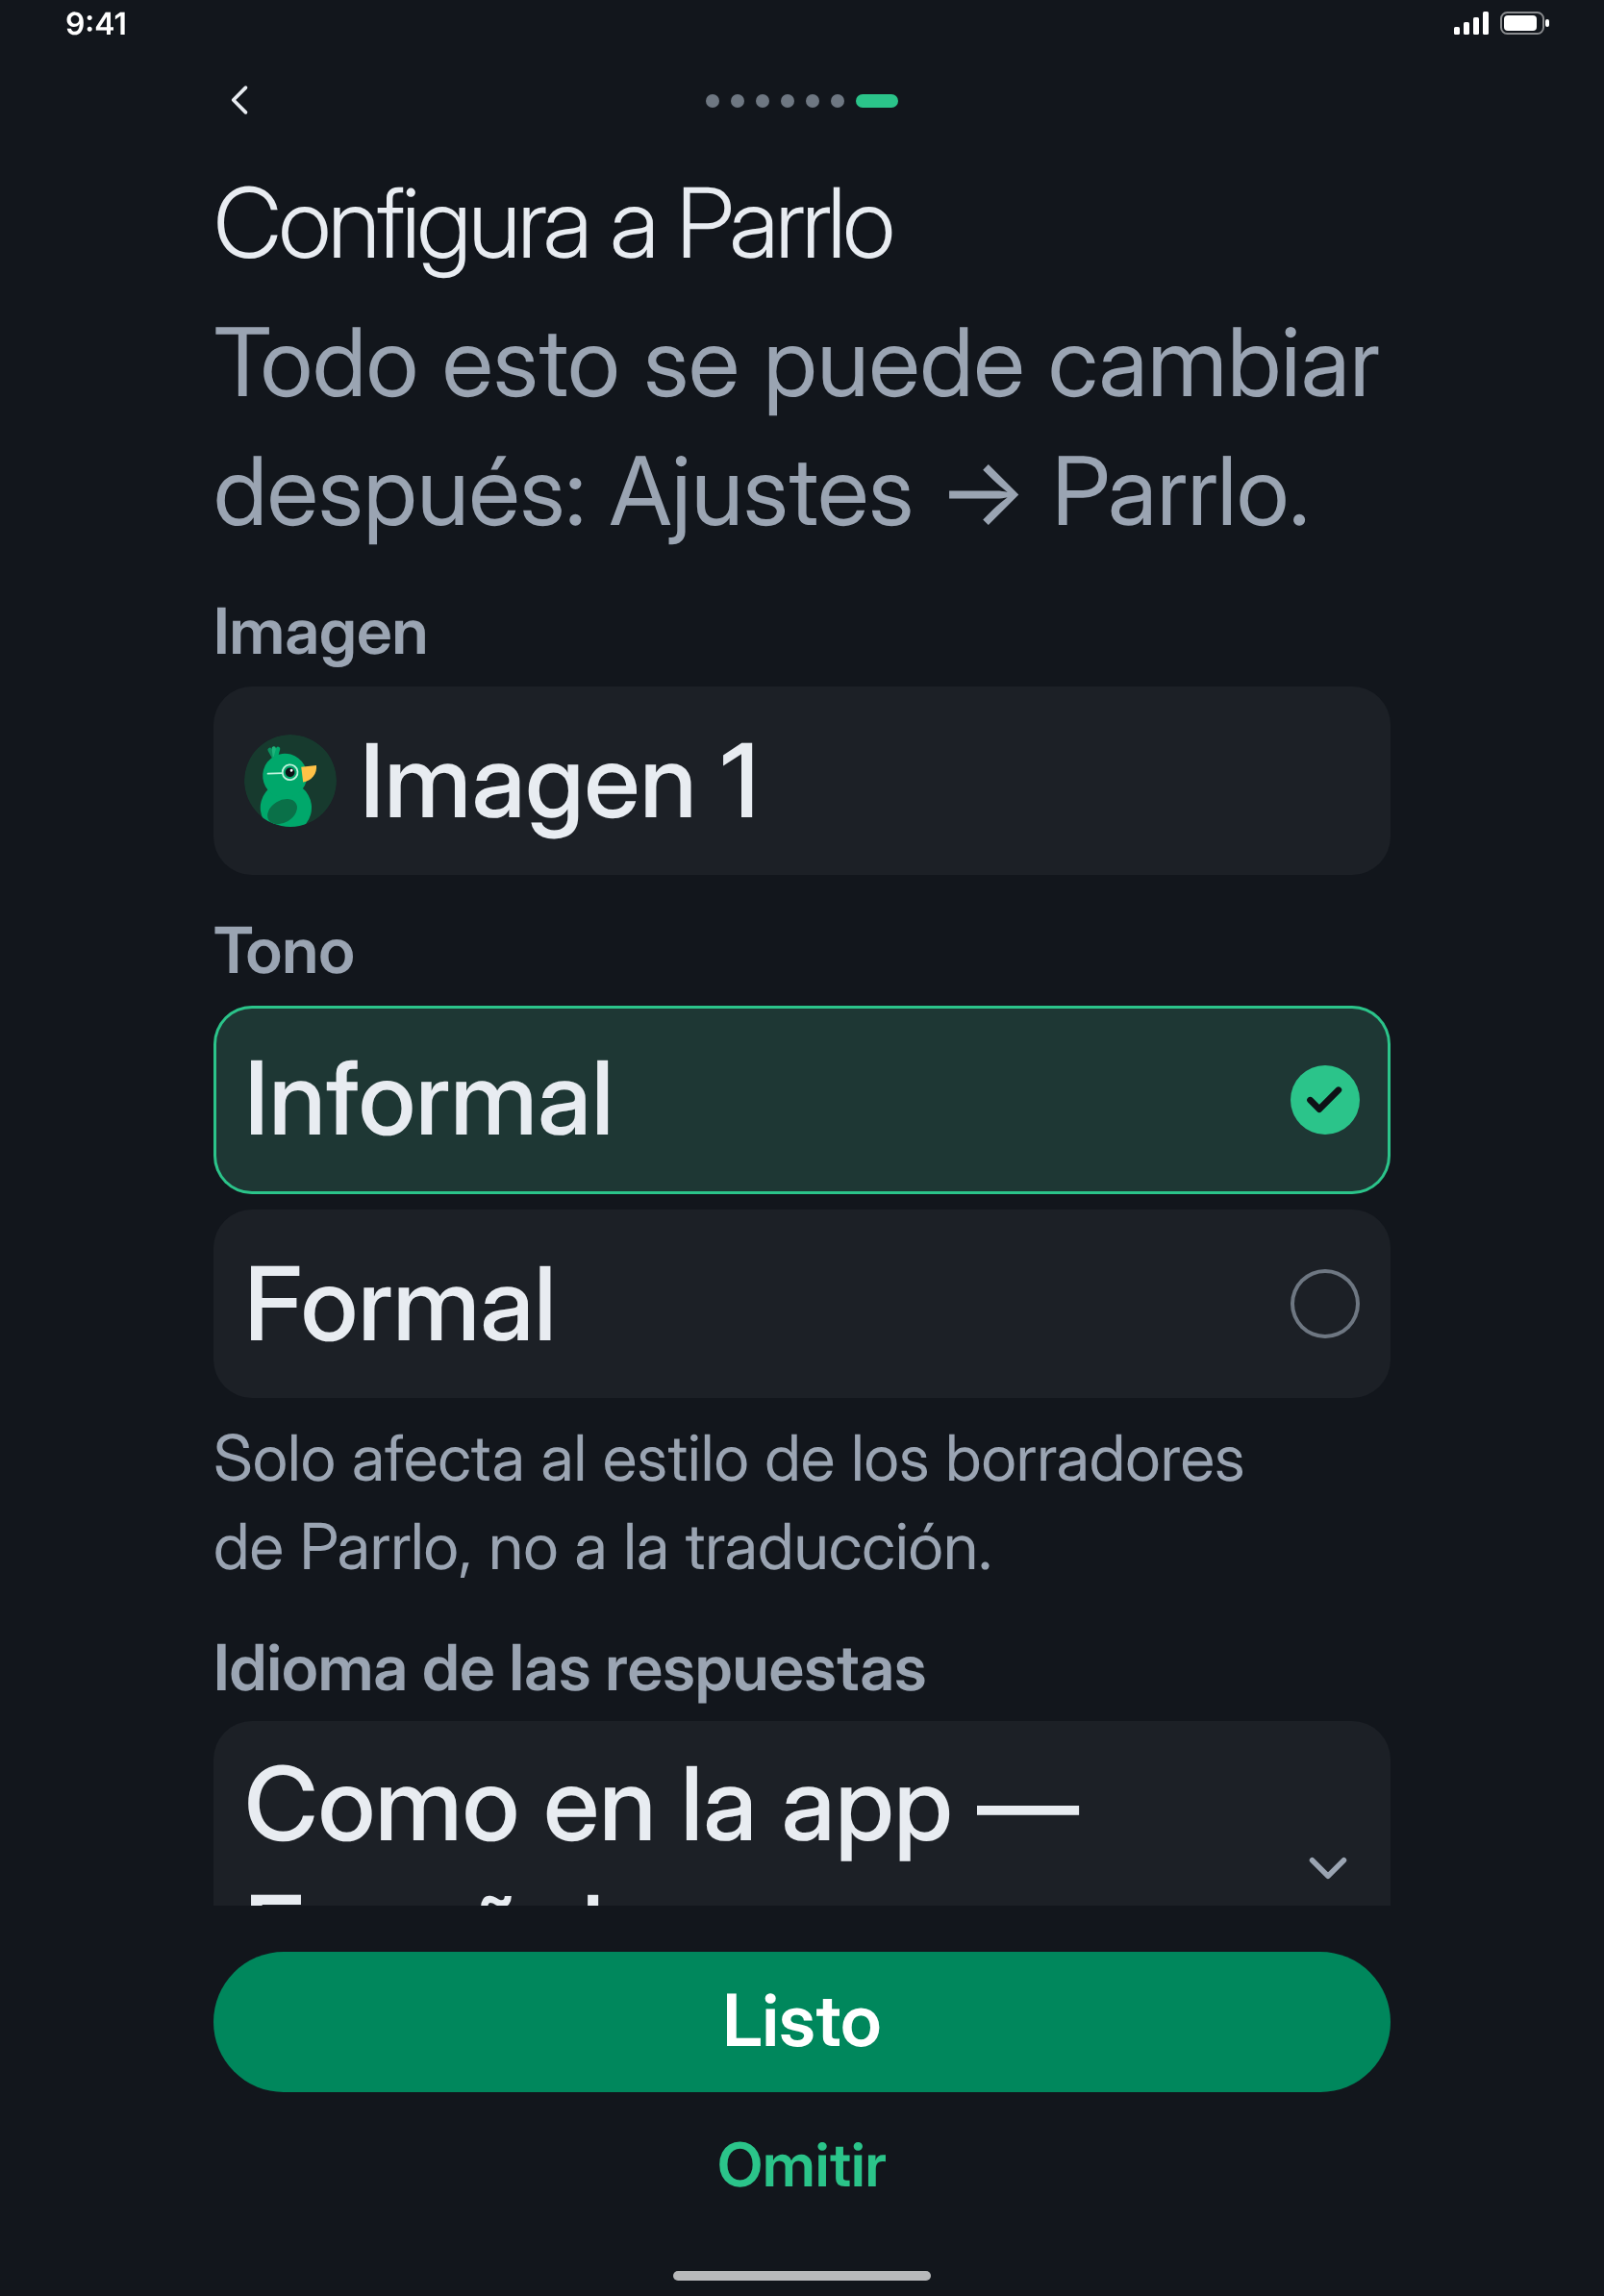 9:41
Configura a Parrlo
Todo esto se puede cambiar
después: Ajustes → Parrlo.
Imagen
Imagen 1
Tono
Informal
Formal
Solo afecta al estilo de los borradores
de Parrlo, no a la traducción.
Idioma de las respuestas
Como en la app —
Listo
Omitir